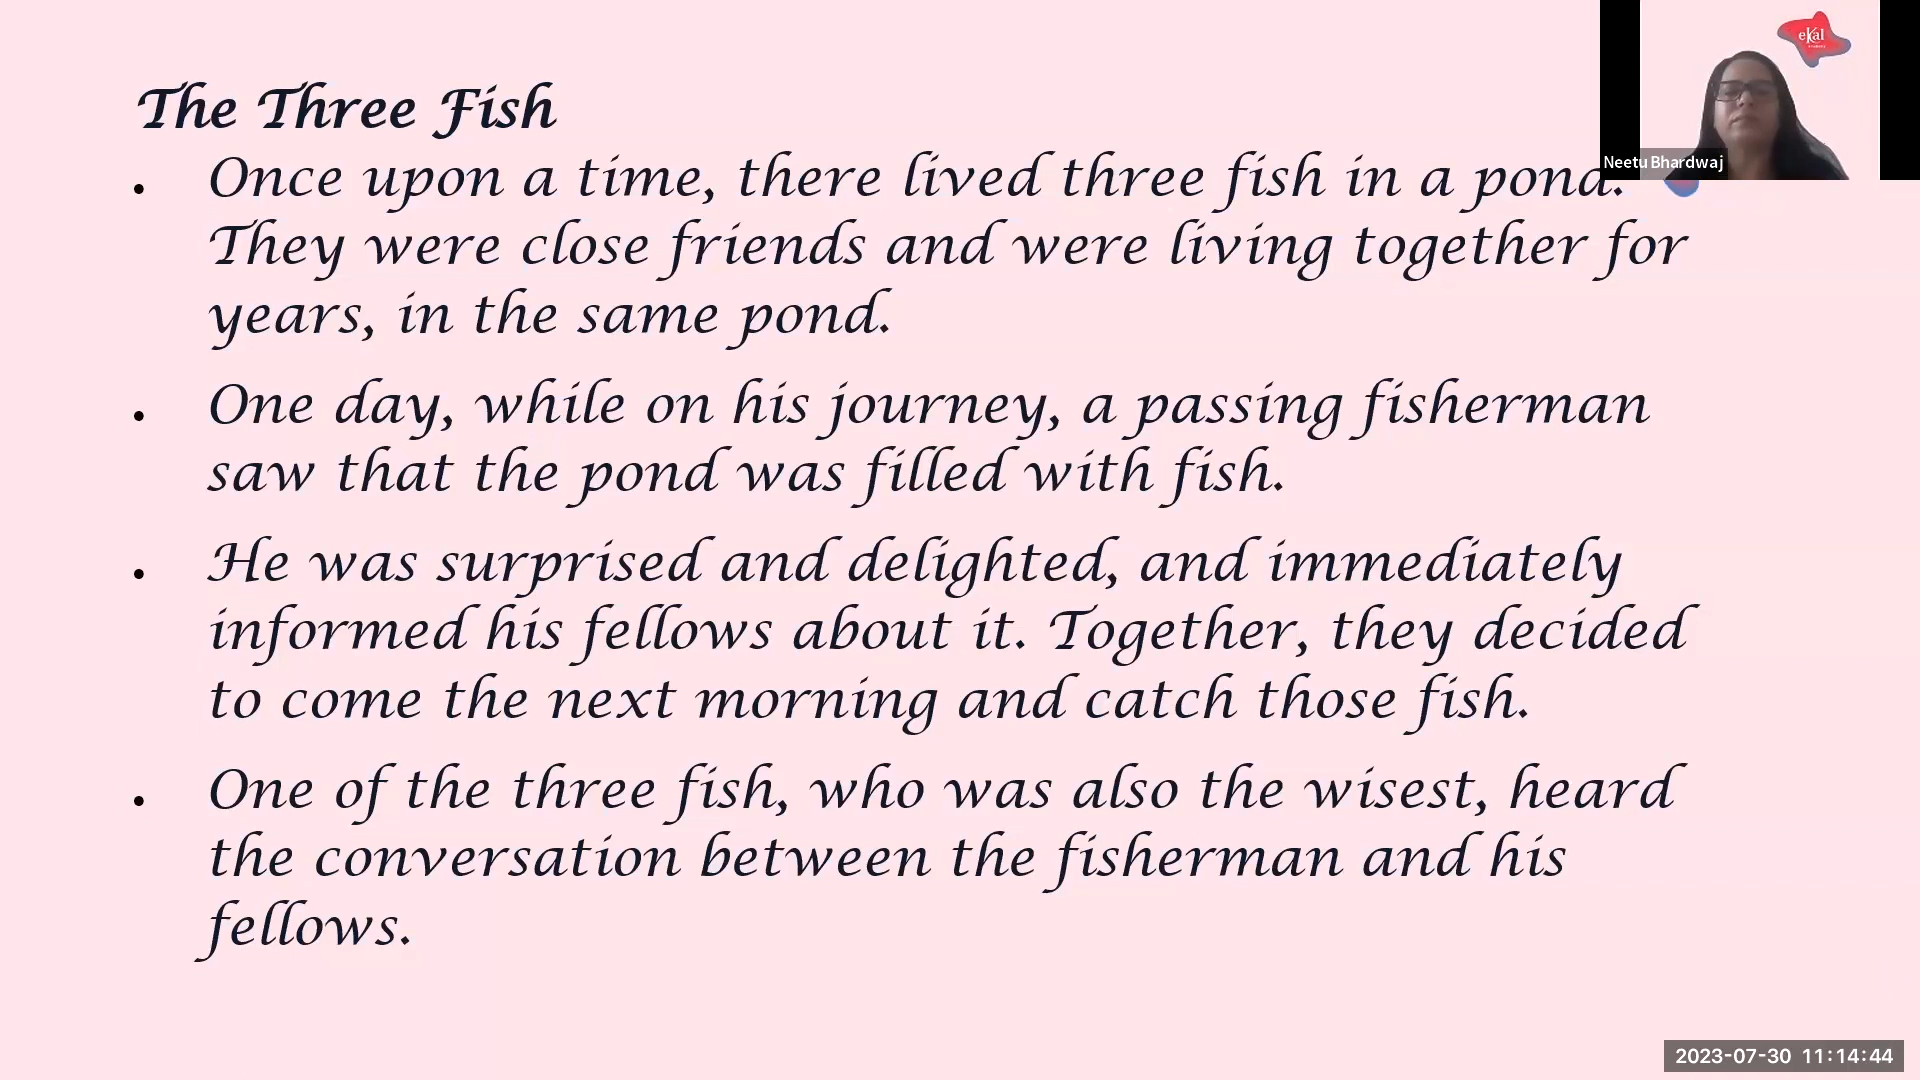 The Three Fish
• Once upon a time, there lived three fish in a pond.
They were close friends and were living together for
years, in the same pond.
• One day, while on his journey, a passing fisherman
saw that the pond was filled with fish.
• He was surprised and delighted, and immediately
informed his fellows about it. Together, they decided
to come the next morning and catch those fish.
• One of the three fish, who was also the wisest, heard
the conversation between the fisherman and his
fellows.
ekal
Neetu Bhardwaj
2023-07-30 11:14:44